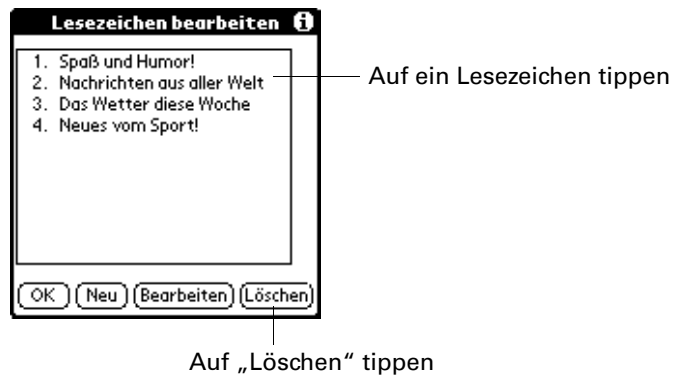 Lesezeichen bearbeiten i
1. Spaß und Humor!
2. Nachrichten aus aller Welt
Auf ein Lesezeichen tippen
3. Das Wetter diese Woche
4. Neues vom Sport!
OK Neu Bearbeiten Löschen
Auf „Löschen“ tippen